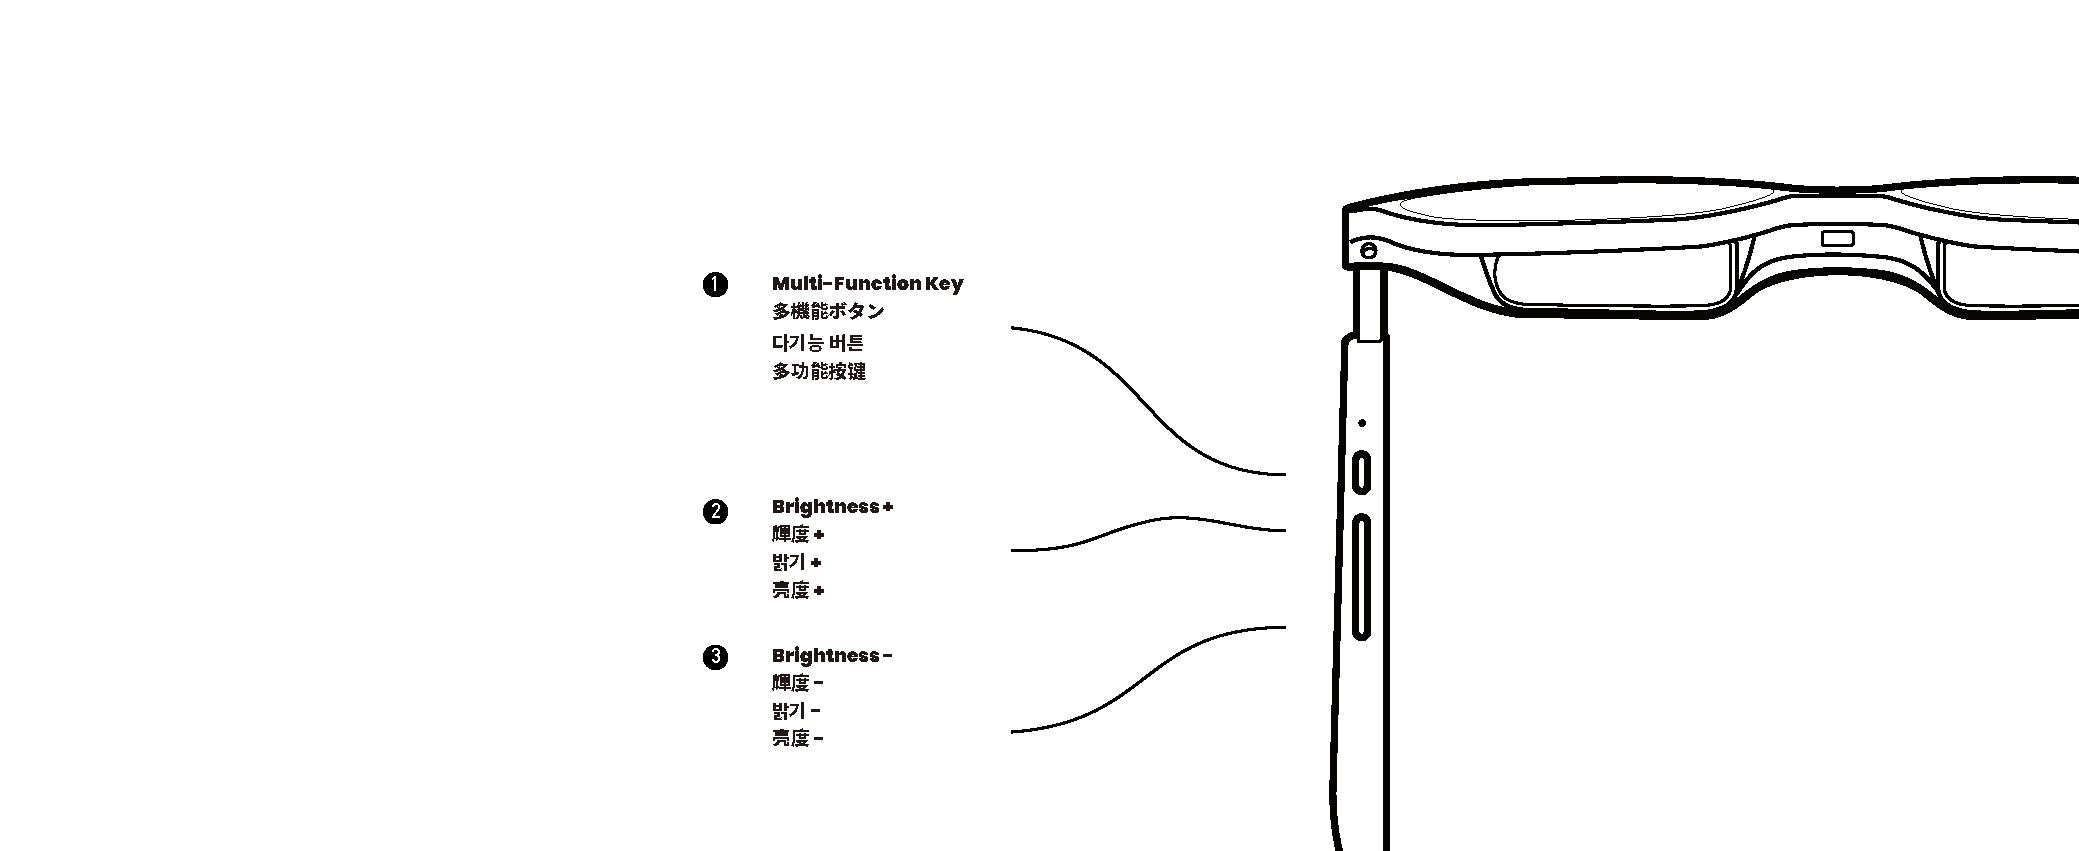 1 Multi-Function Key
多機能ボタン
다기능 버튼
多功能按键
2 Brightness +
輝度 +
밝기 +
亮度 +
3 Brightness -
輝度 -
밝기 -
亮度 -